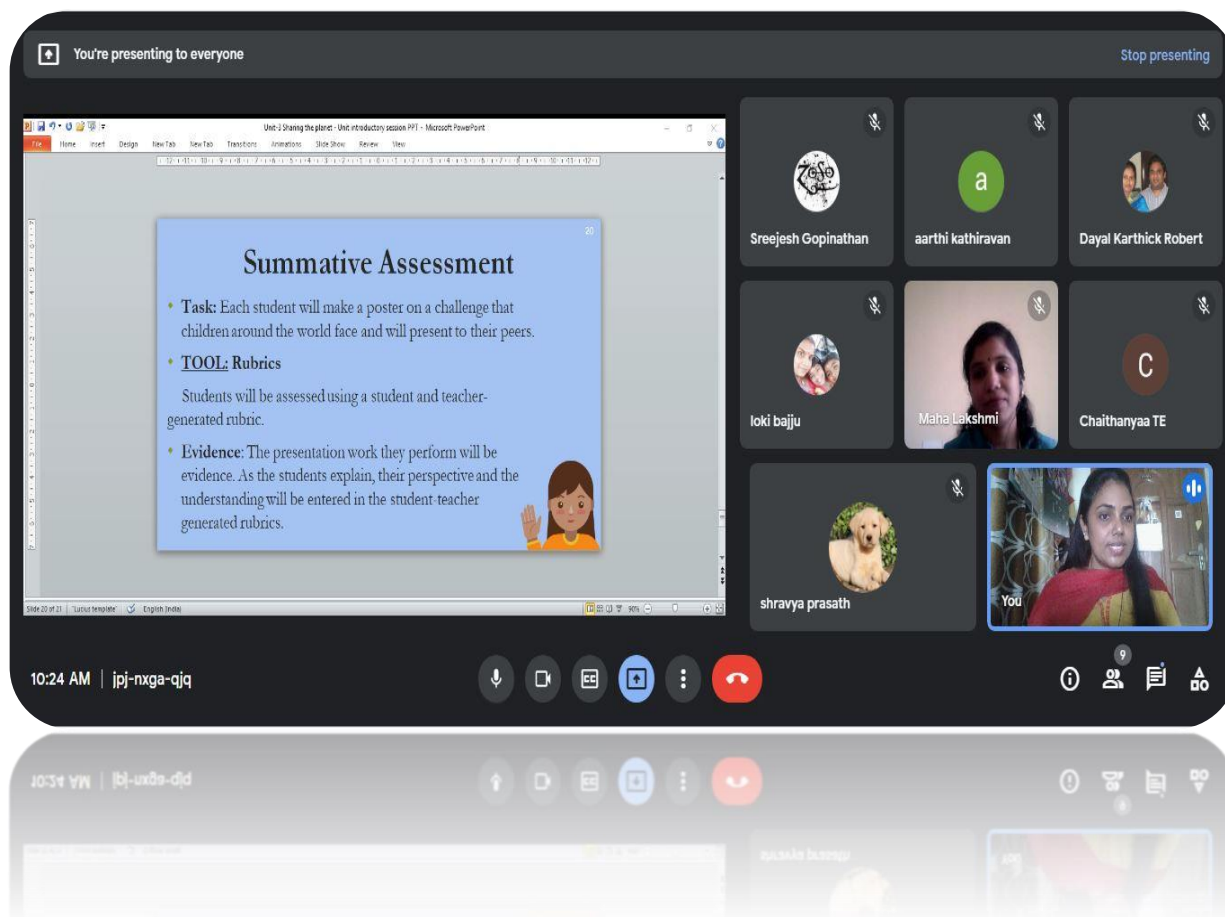 You're presenting to everyone
Stop presenting
Unit-3 Sharing the planet - Unit introductory session PPT - Microsoft PowerPoint
File Home Insert Design New Tab New Tab Transitions Animations Slide Show Review View
20
Summative Assessment
• Task: Each student will make a poster on a challenge that
children around the world face and will present to their peers.
• TOOL: Rubrics
Students will be assessed using a student and teacher-
generated rubric.
• Evidence: The presentation work they perform will be
evidence. As the students explain, their perspective and the
understanding will be entered in the student-teacher
generated rubrics.
Slide 20 of 21 "Lucius template" English (India)
90%
ZOSO
a
Sreejesh Gopinathan
aarthi kathiravan
Dayal Karthick Robert
C
loki bajju
Maha Lakshmi
Chaithanyaa TE
shravya prasath
You
10:24 AM | jpj-nxga-qjq
CC
9